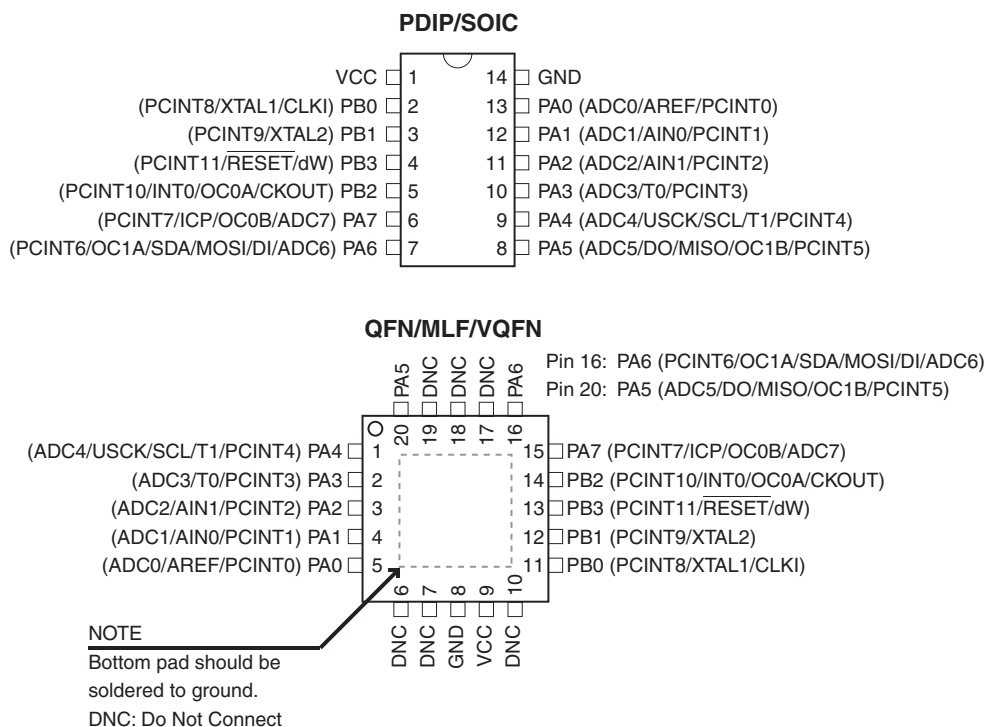 PDIP/SOIC
VCC 1
14 GND
(PCINT8/XTAL1/CLKI) PB0 2
13 PA0 (ADC0/AREF/PCINT0)
(PCINT9/XTAL2) PB1 3
12 PA1 (ADC1/AIN0/PCINT1)
(PCINT11/RESET/dW) PB3 4
11 PA2 (ADC2/AIN1/PCINT2)
(PCINT10/INT0/OC0A/CKOUT) PB2 5
10 PA3 (ADC3/T0/PCINT3)
(PCINT7/ICP/OC0B/ADC7) PA7 6
9 PA4 (ADC4/USCK/SCL/T1/PCINT4)
(PCINT6/OC1A/SDA/MOSI/DI/ADC6) PA6 7
8 PA5 (ADC5/DO/MISO/OC1B/PCINT5)
QFN/MLF/VQFN
Pin 16: PA6 (PCINT6/OC1A/SDA/MOSI/DI/ADC6)
Pin 20: PA5 (ADC5/DO/MISO/OC1B/PCINT5)
PA5 DNC DNC DNC PA6
20 19 18 17 16
(ADC4/USCK/SCL/T1/PCINT4) PA4 1
15 PA7 (PCINT7/ICP/OC0B/ADC7)
(ADC3/T0/PCINT3) PA3 2
14 PB2 (PCINT10/INT0/OC0A/CKOUT)
(ADC2/AIN1/PCINT2) PA2 3
13 PB3 (PCINT11/RESET/dW)
(ADC1/AIN0/PCINT1) PA1 4
12 PB1 (PCINT9/XTAL2)
(ADC0/AREF/PCINT0) PA0 5
11 PB0 (PCINT8/XTAL1/CLKI)
6 7 8 9 10
DNC DNC GND VCC DNC
NOTE
Bottom pad should be
soldered to ground.
DNC: Do Not Connect